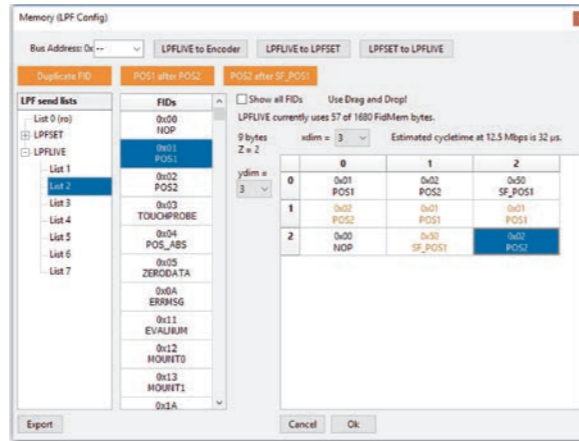 Memory (LPF Config)
Bus Address: 0x --
LPFLIVE to Encoder
LPFLIVE to LPFSET
LPFSET to LPFLIVE
Duplicate FID
POS1 after POS2
POS2 after SF_POS1
LPF send lists
List 0 (ro)
LPFSET
LPFLIVE
List 1
List 2
List 3
List 4
List 5
List 6
List 7
FIDs
0x00
NOP
0x01
POS1
0x02
POS2
0x03
TOUCHPROBE
0x04
POS_ABS
0x05
ZERODATA
0x0A
ERRMSG
0x11
EVALNUM
0x12
MOUNT0
0x13
MOUNT1
0x1A
Show all FIDs Use Drag and Drop!
LPFLIVE currently uses 57 of 1680 FidMem bytes.
9 bytes xdim = 3 Estimated cycletime at 12.5 Mbps is 32 µs.
Z = 2
ydim =
3
0 1 2
0 0x01 0x02 0x50
POS1 POS2 SF_POS1
1 0x02 0x01 0x01
POS2 POS1 POS1
2 0x00 0x50 0x02
NOP SF_POS1 POS2
Export
Cancel
Ok